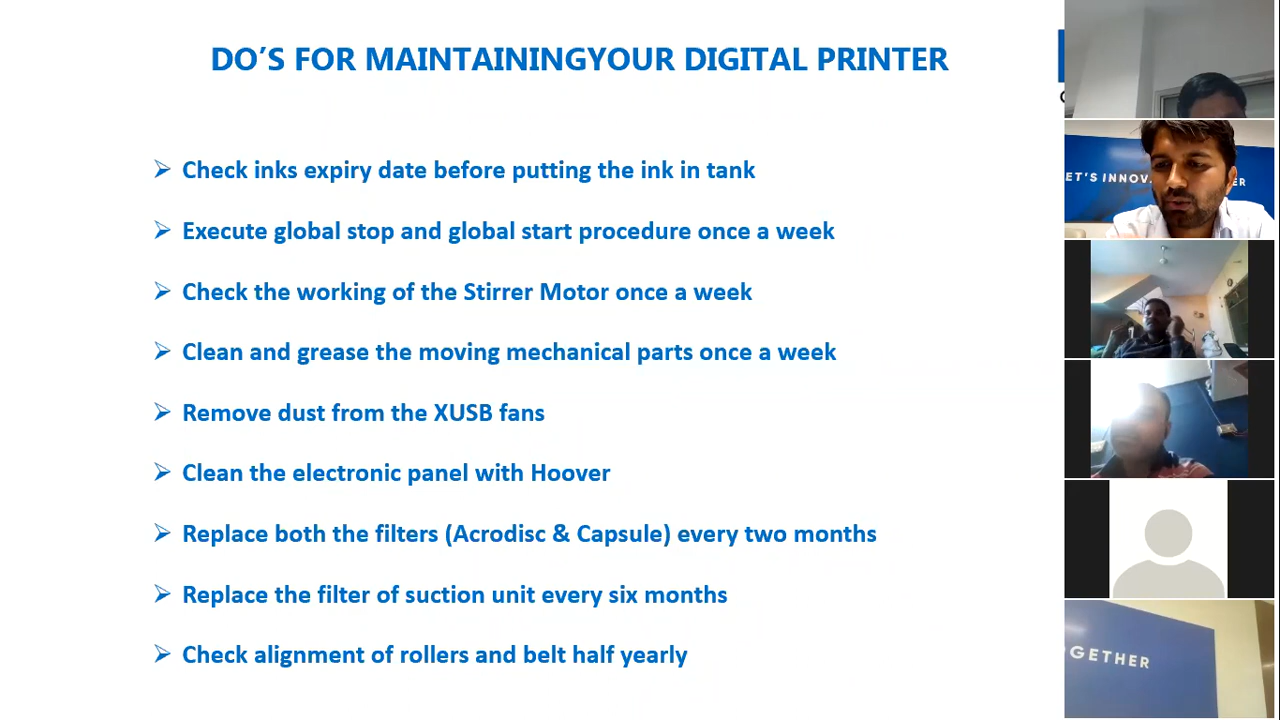 DO'S FOR MAINTAININGYOUR DIGITAL PRINTER
➢ Check inks expiry date before putting the ink in tank
➢ Execute global stop and global start procedure once a week
➢ Check the working of the Stirrer Motor once a week
➢ Clean and grease the moving mechanical parts once a week
➢ Remove dust from the XUSB fans
➢ Clean the electronic panel with Hoover
➢ Replace both the filters (Acrodisc & Capsule) every two months
➢ Replace the filter of suction unit every six months
➢ Check alignment of rollers and belt half yearly
ET'S INNOV ER
GETHER